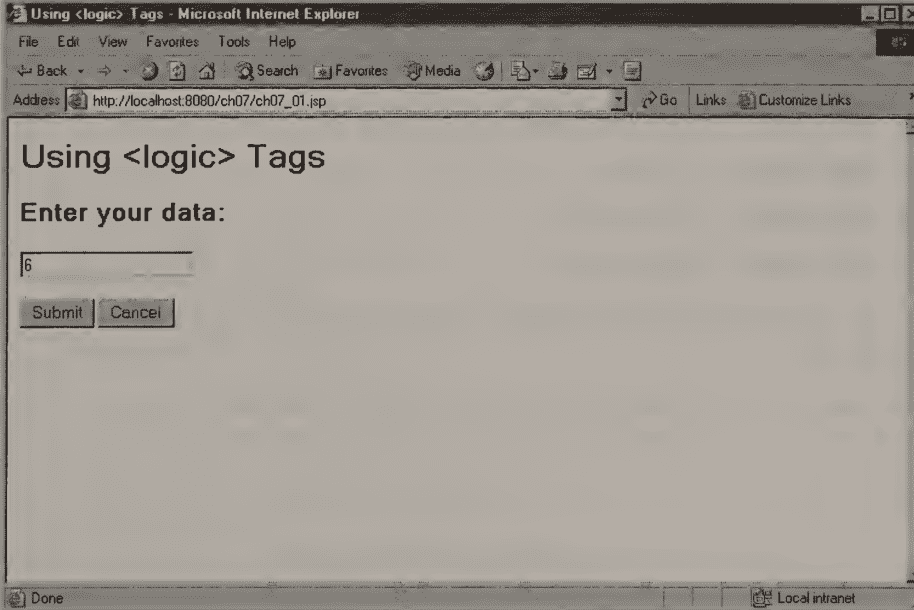 Using <logic> Tags - Microsoft Internet Explorer
File Edit View Favorites Tools Help
Back Search Favorites Media
Address http://localhost:8080/ch07/ch07_01.jsp Go Links Customize Links
Using <logic> Tags
Enter your data:
6
Submit Cancel
Done Local intranet